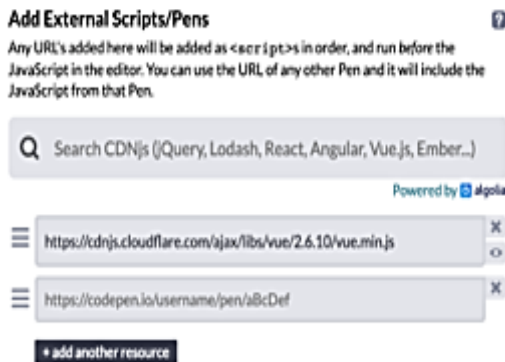 Add External Scripts/Pens
?
Any URL's added here will be added as <script>s in order, and run before the
JavaScript in the editor. You can use the URL of any other Pen and it will include the
JavaScript from that Pen.
Search CDNjs (jQuery, Lodash, React, Angular, Vue.js, Ember...)
Powered by algolia
https://cdnjs.cloudflare.com/ajax/libs/vue/2.6.10/vue.min.js
https://codepen.io/username/pen/aBcDef
+ add another resource